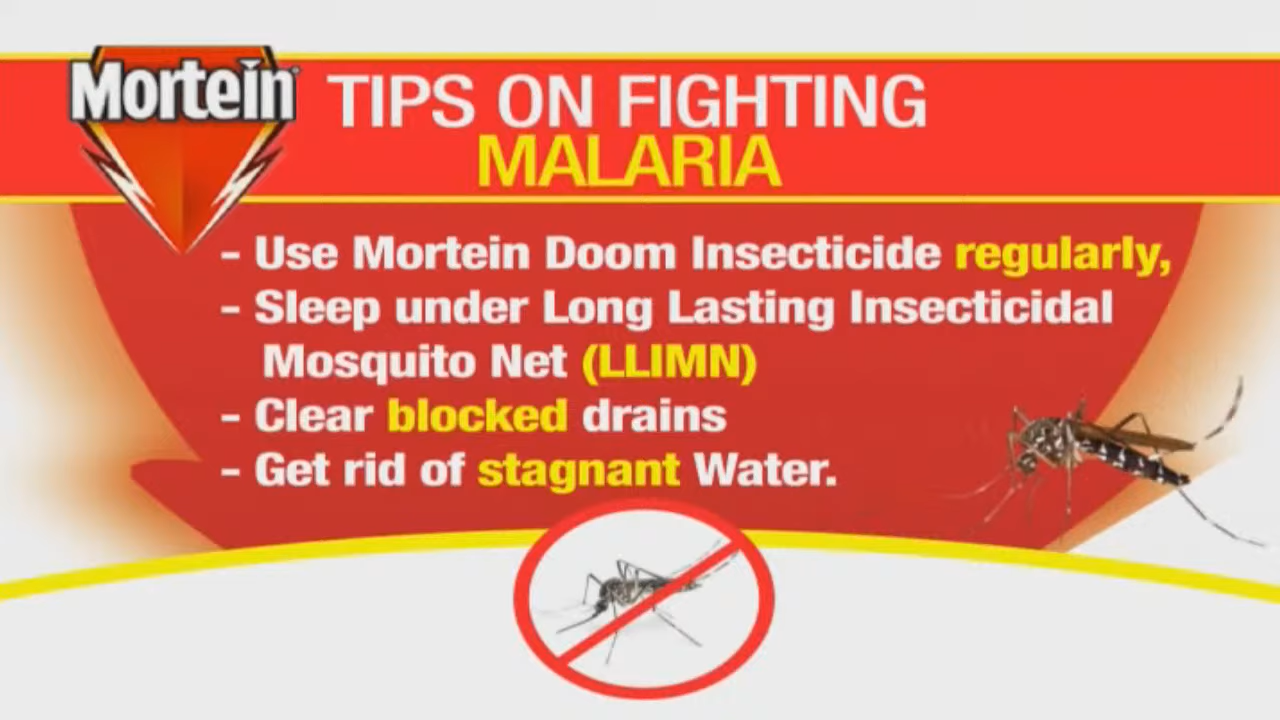 Mortein
TIPS ON FIGHTING
MALARIA
- Use Mortein Doom Insecticide regularly,
- Sleep under Long Lasting Insecticidal
Mosquito Net (LLIMN)
- Clear blocked drains
- Get rid of stagnant Water.